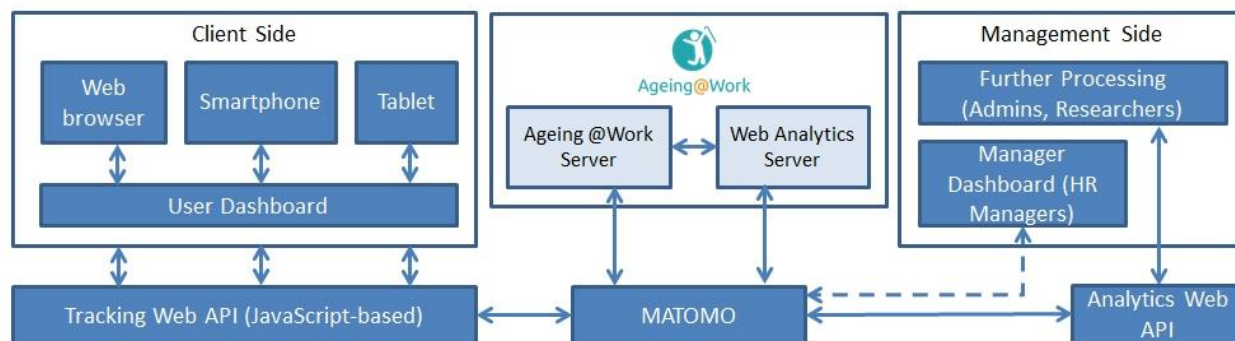 Client Side
Web
browser
Smartphone
Tablet
User Dashboard
Ageing@Work
Ageing @Work
Server
Web Analytics
Server
Management Side
Further Processing
(Admins, Researchers)
Manager
Dashboard (HR
Managers)
Tracking Web API (JavaScript-based)
MATOMO
Analytics Web
API